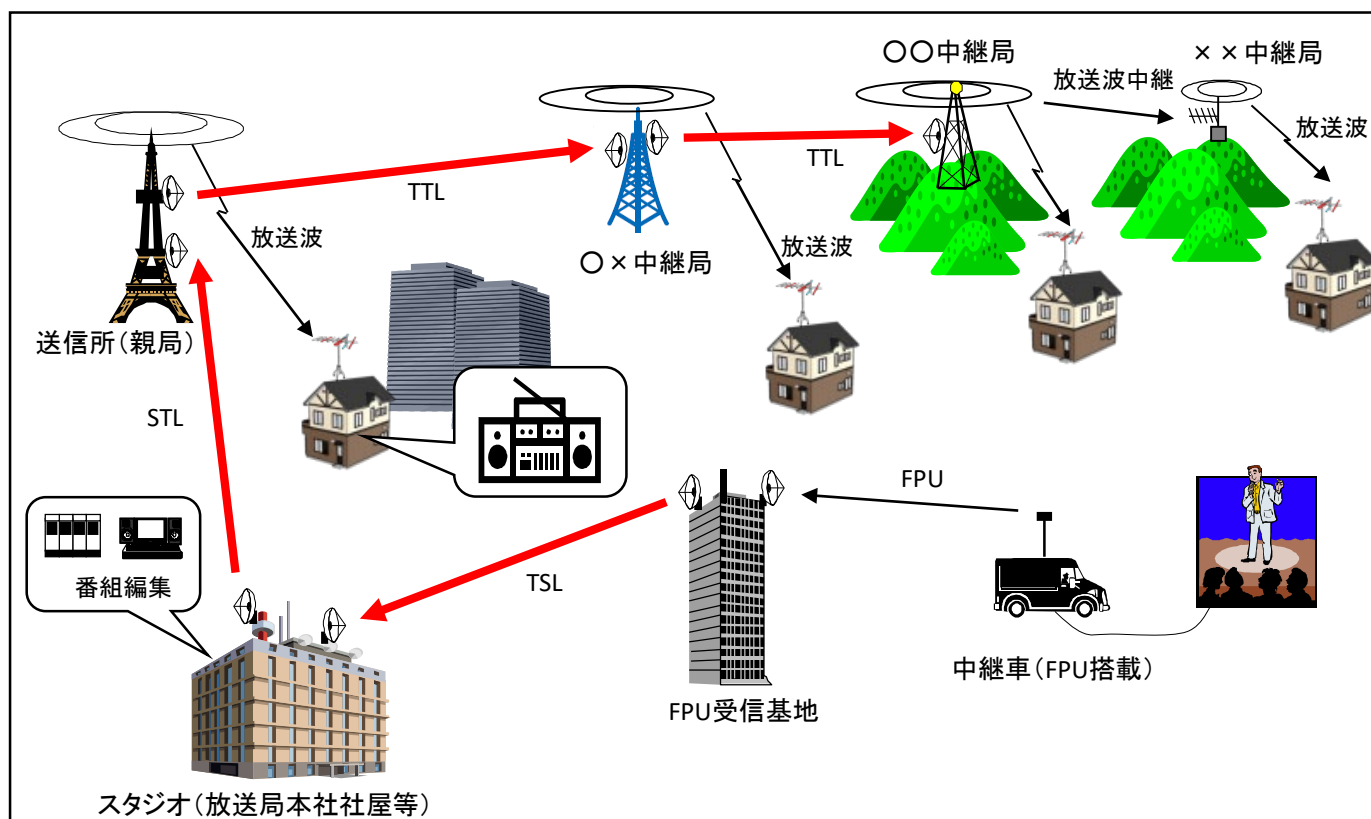 〇〇中継局
××中継局
放送波中継
放送波
TTL
TTL
放送波
放送波
〇×中継局
送信所(親局)
STL
FPU
番組編集
TSL
中継車(FPU搭載)
FPU受信基地
スタジオ(放送局本社社屋等)